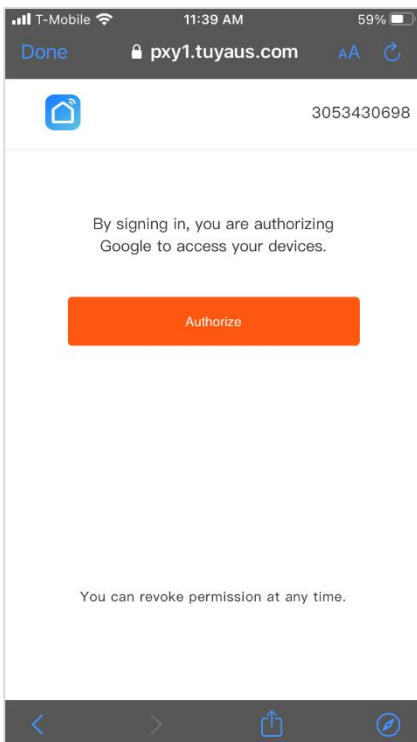 T-Mobile 11:39 AM 59%
Done pxy1.tuyaus.com AA
3053430698
By signing in, you are authorizing
Google to access your devices.
Authorize
You can revoke permission at any time.